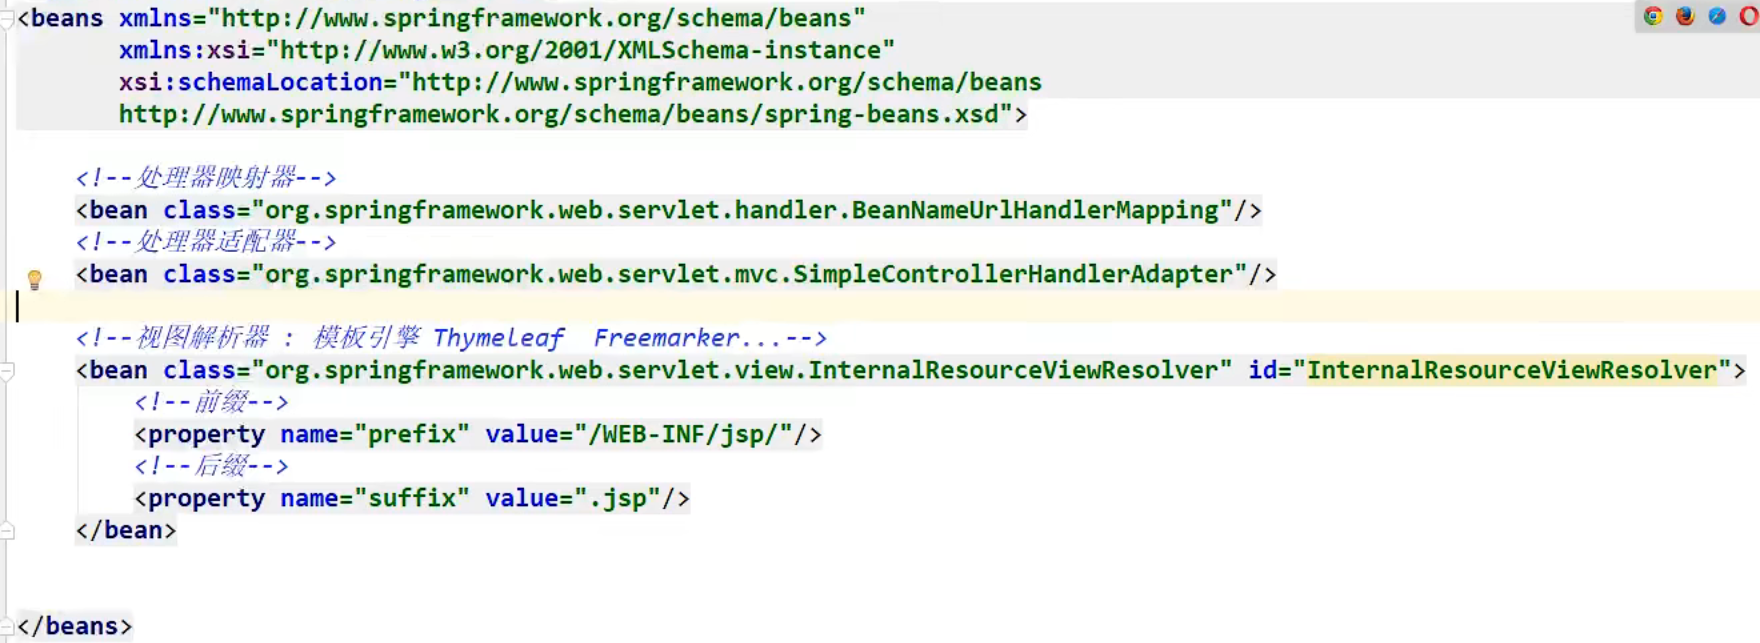 <beans xmlns="http://www.springframework.org/schema/beans"
xmlns:xsi="http://www.w3.org/2001/XMLSchema-instance"
xsi:schemaLocation="http://www.springframework.org/schema/beans
http://www.springframework.org/schema/beans/spring-beans.xsd">
<!--处理器映射器-->
<bean class="org.springframework.web.servlet.handler.BeanNameUrlHandlerMapping"/>
<!--处理器适配器-->
<bean class="org.springframework.web.servlet.mvc.SimpleControllerHandlerAdapter"/>
<!--视图解析器 : 模板引擎 Thymeleaf  Freemarker...-->
<bean class="org.springframework.web.servlet.view.InternalResourceViewResolver" id="InternalResourceViewResolver">
<!--前缀-->
<property name="prefix" value="/WEB-INF/jsp/"/>
<!--后缀-->
<property name="suffix" value=".jsp"/>
</bean>
</beans>